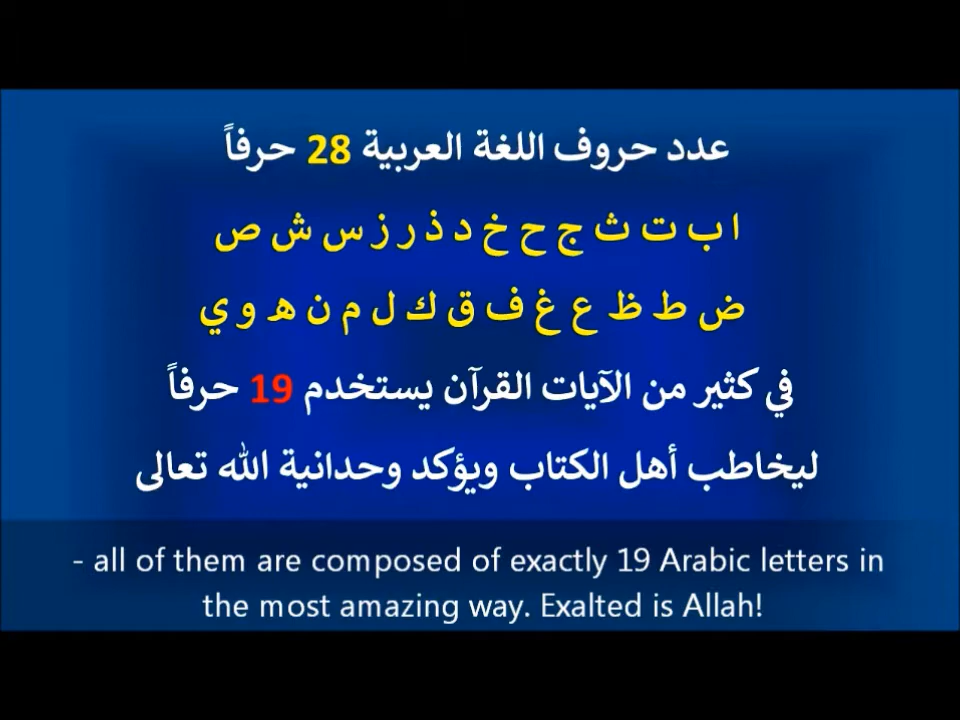 عدد حروف اللغة العربية 28 حرفاً
ا ب ت ث ج ح خ د ذ ر ز س ش ص
ض ط ظ ع غ ف ق ك ل م ن ه و ي
في كثير من الآيات القرآن يستخدم 19 حرفاً
ليخاطب أهل الكتاب ويؤكد وحدانية الله تعالى
- all of them are composed of exactly 19 Arabic letters in
the most amazing way. Exalted is Allah!